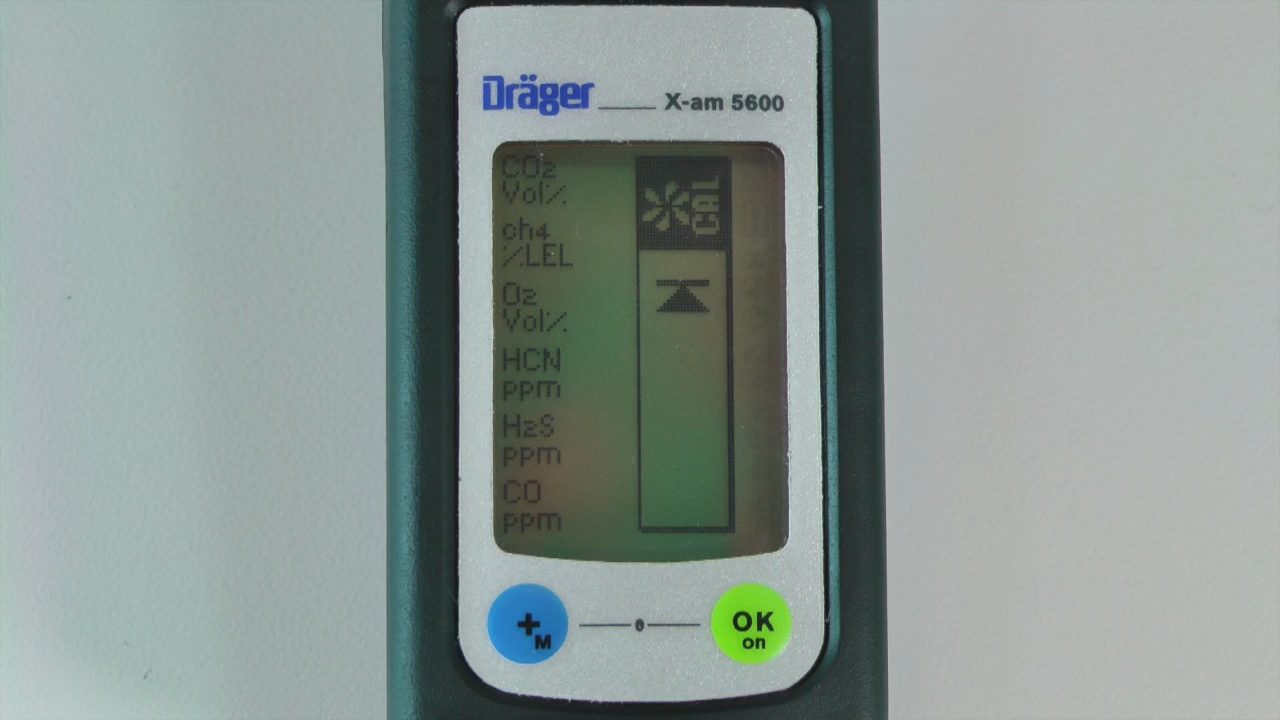 Dräger
X-am 5600
CO2
Vol%
ch4
%LEL
O2
Vol%
HCN
ppm
H2S
ppm
CO
ppm
CAL
+M
OK
on